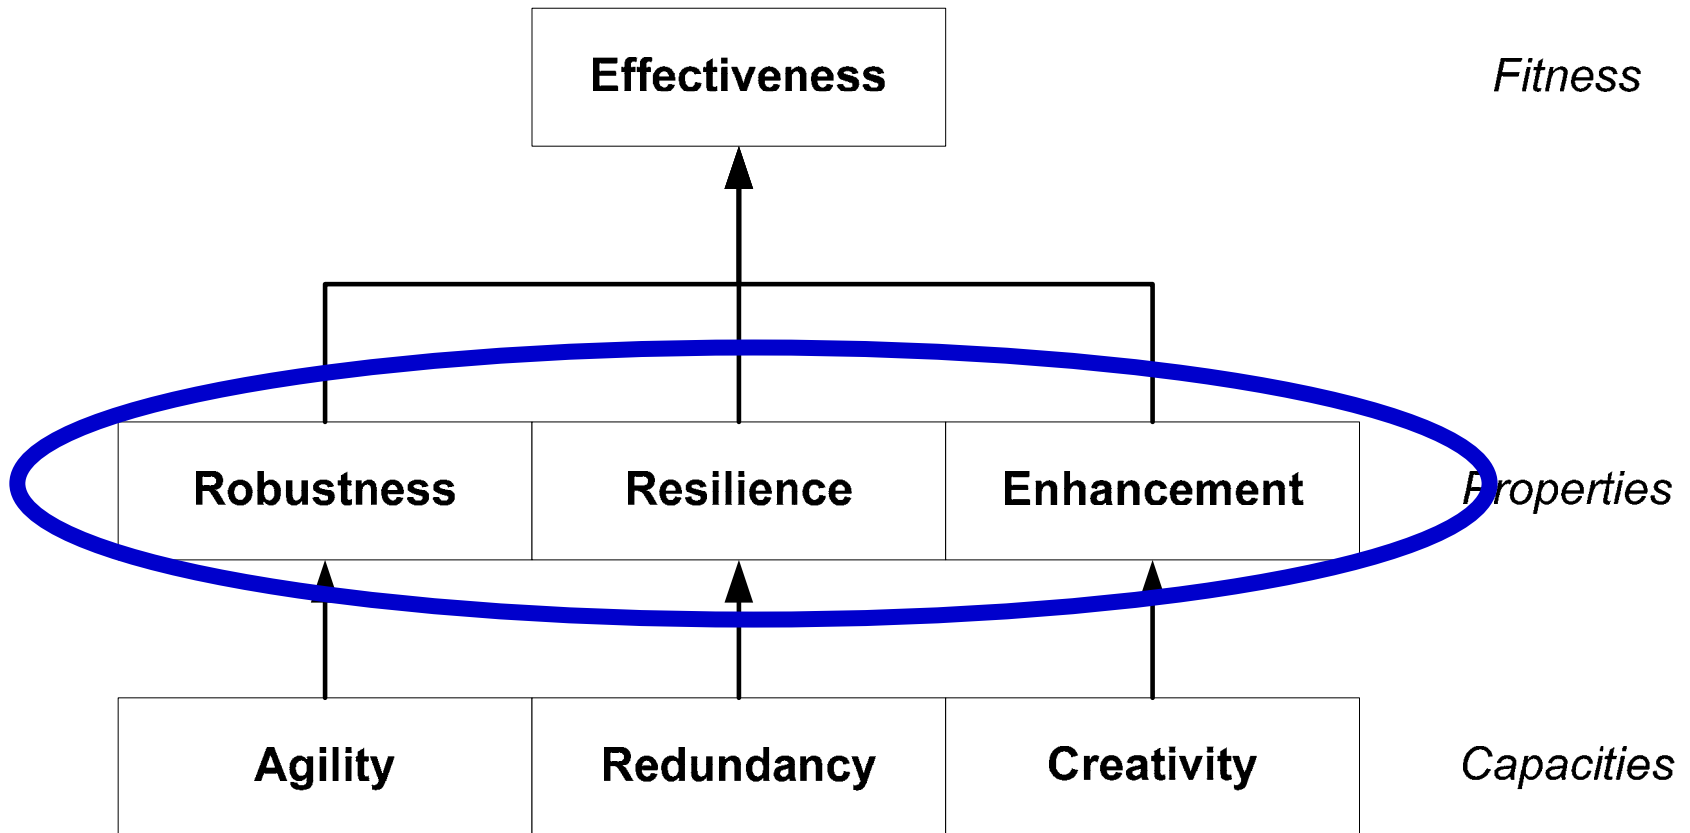 Effectiveness Fitness
Robustness Resilience Enhancement Properties
Agility Redundancy Creativity Capacities